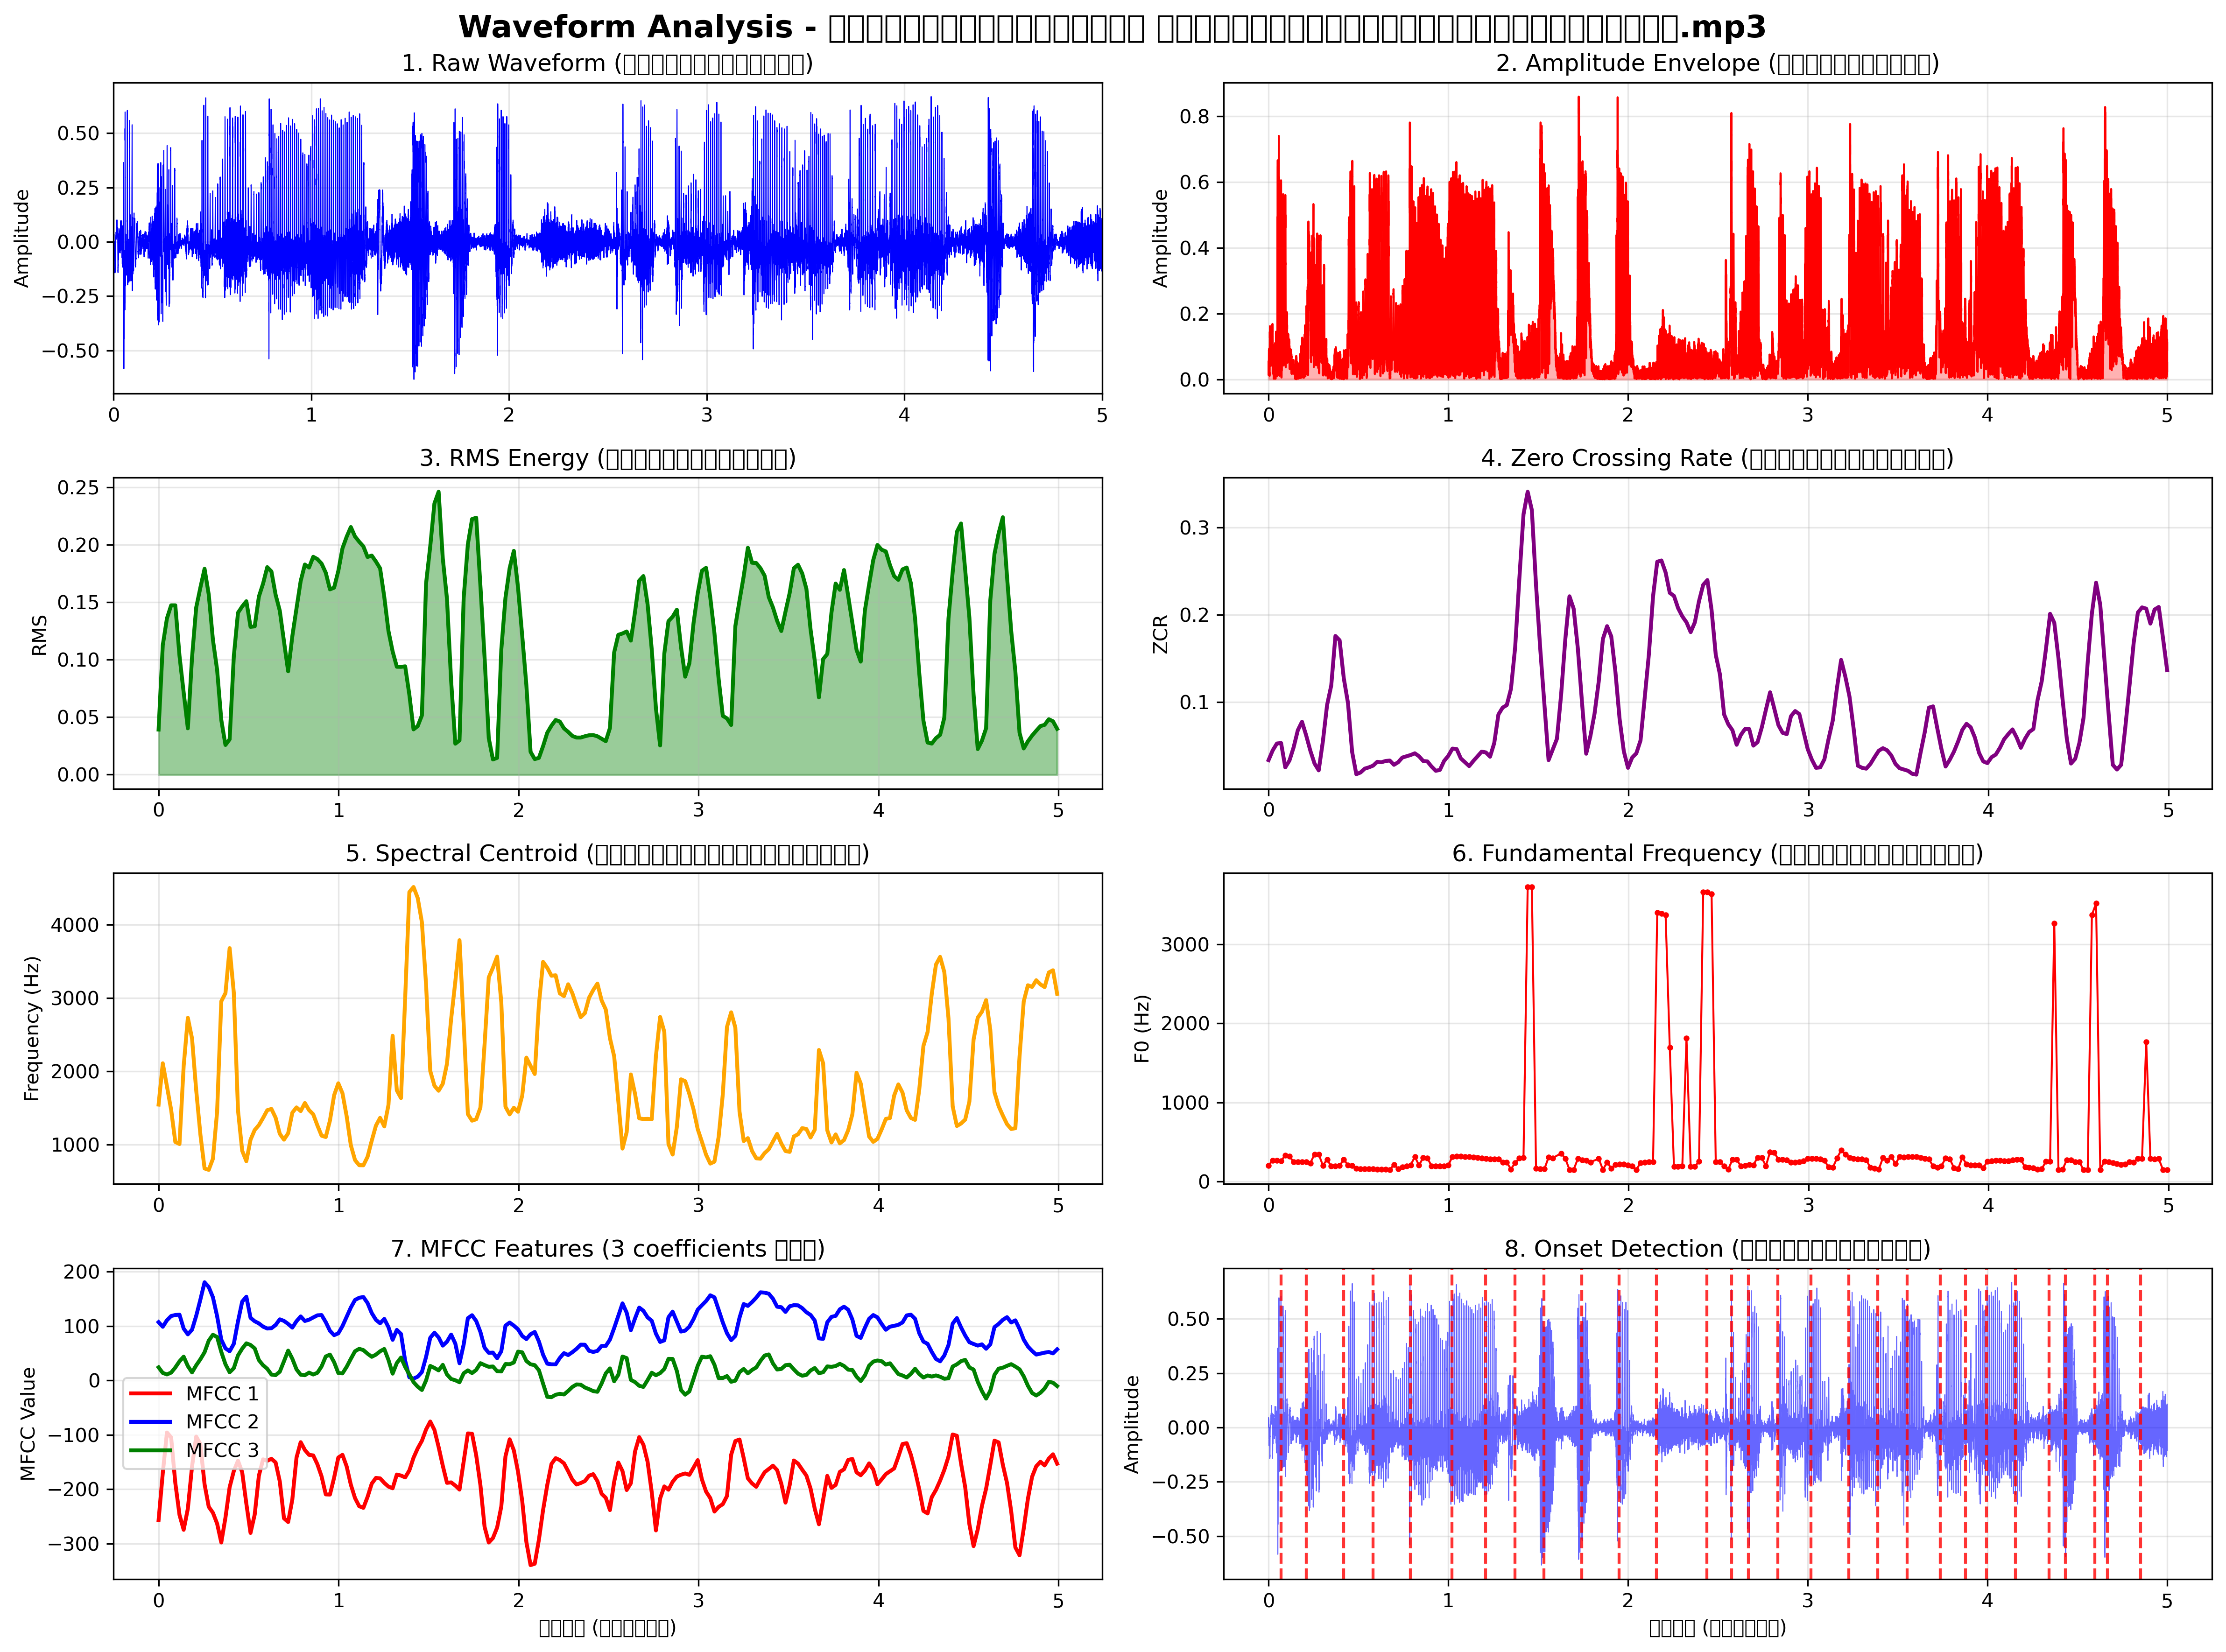 Waveform Analysis - .mp3
1. Raw Waveform ()
Amplitude
0.50
0.25
0.00
−0.25
−0.50
0 1 2 3 4 5
2. Amplitude Envelope ()
Amplitude
0.8
0.6
0.4
0.2
0.0
0 1 2 3 4 5
3. RMS Energy ()
RMS
0.25
0.20
0.15
0.10
0.05
0.00
0 1 2 3 4 5
4. Zero Crossing Rate ()
ZCR
0.3
0.2
0.1
0 1 2 3 4 5
5. Spectral Centroid ()
Frequency (Hz)
4000
3000
2000
1000
0 1 2 3 4 5
6. Fundamental Frequency ()
F0 (Hz)
3000
2000
1000
0
0 1 2 3 4 5
7. MFCC Features (3 coefficients )
MFCC Value
200
100
0
−100
−200
−300
MFCC 1
MFCC 2
MFCC 3
0 1 2 3 4 5
8. Onset Detection ()
Amplitude
0.50
0.25
0.00
−0.25
−0.50
0 1 2 3 4 5